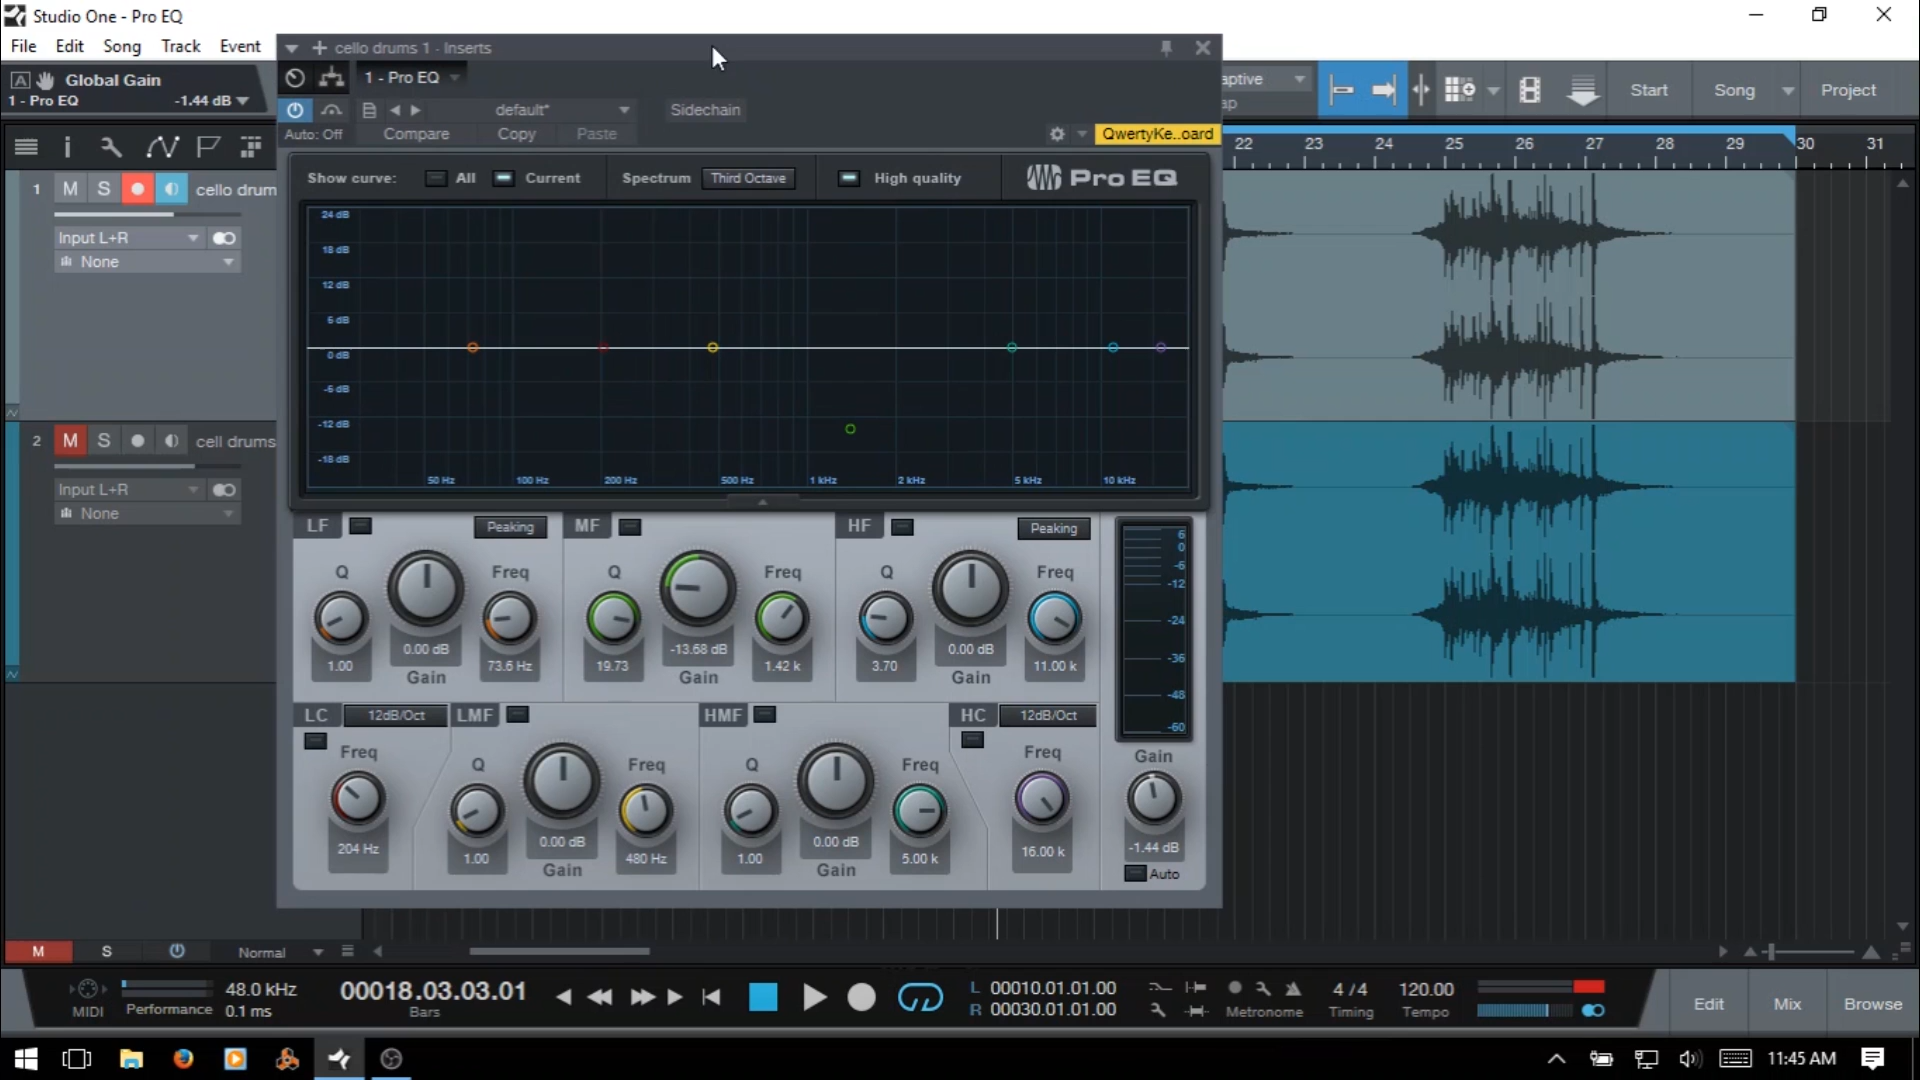 Studio One - Pro EQ
File Edit Song Track Event
cello drums 1 - Inserts
A Global Gain
1 - Pro EQ -1.44 dB
1 - Pro EQ
default*
Sidechain
Auto: Off Compare Copy Paste
QwertyKe..oard
aptive
ap
Start Song Project
Show curve: All Current Spectrum Third Octave High quality Pro EQ
22 23 24 25 26 27 28 29 30 31
1 M S cello drum
Input L+R
None
2 M S cell drums
Input L+R
None
24 dB
18 dB
12 dB
6 dB
0 dB
-6 dB
-12 dB
-18 dB
50 Hz 100 Hz 200 Hz 500 Hz 1 kHz 2 kHz 5 kHz 10 kHz
LF Peaking MF HF Peaking
Q Freq Q Freq Q Freq
0.00 dB -13.68 dB 0.00 dB
1.00 73.6 Hz 19.73 1.42 k 3.70 11.00 k
Gain Gain Gain
6
0
-6
-12
-24
-36
-48
-60
LC 12dB/Oct LMF HMF HC 12dB/Oct
Freq Q Freq Q Freq Freq Gain
204 Hz 0.00 dB 0.00 dB 16.00 k -1.44 dB
1.00 480 Hz 1.00 5.00 k
Gain Gain Auto
M S Normal
MIDI Performance 48.0 kHz
0.1 ms
00018.03.03.01
Bars
L 00010.01.01.00
R 00030.01.01.00
Metronome
4 / 4
Timing
120.00
Tempo
Edit Mix Browse
11:45 AM